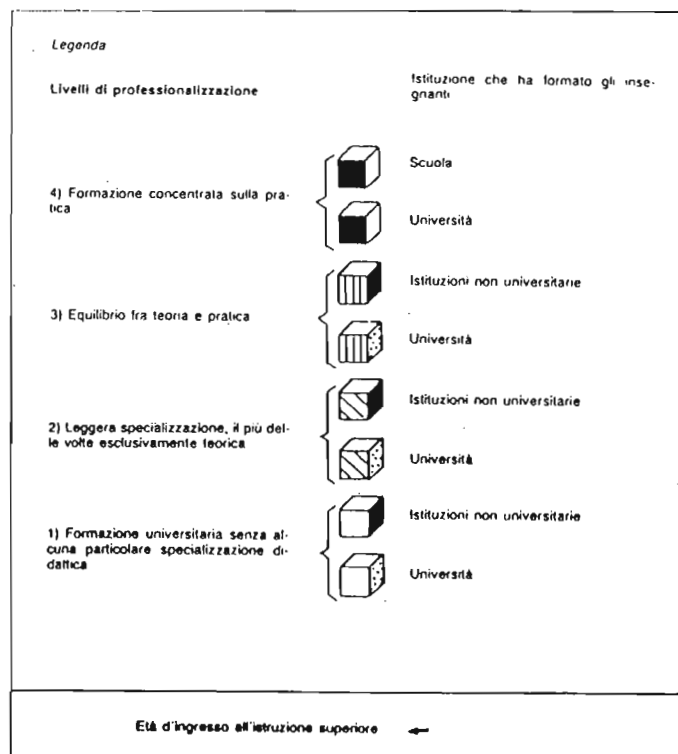 Legenda
Livelli di professionalizzazione
Istituzione che ha formato gli inse-
gnanti
4) Formazione concentrata sulla pra-
tica
Scuola
Università
3) Equilibrio fra teoria e pratica
Istituzioni non universitarie
Università
2) Leggera specializzazione, il più del-
le volte esclusivamente teorica
Istituzioni non universitarie
Università
1) Formazione universitaria senza al-
cuna particolare specializzazione di-
dattica
Istituzioni non universitarie
Università
Età d'ingresso all'istruzione superiore ←